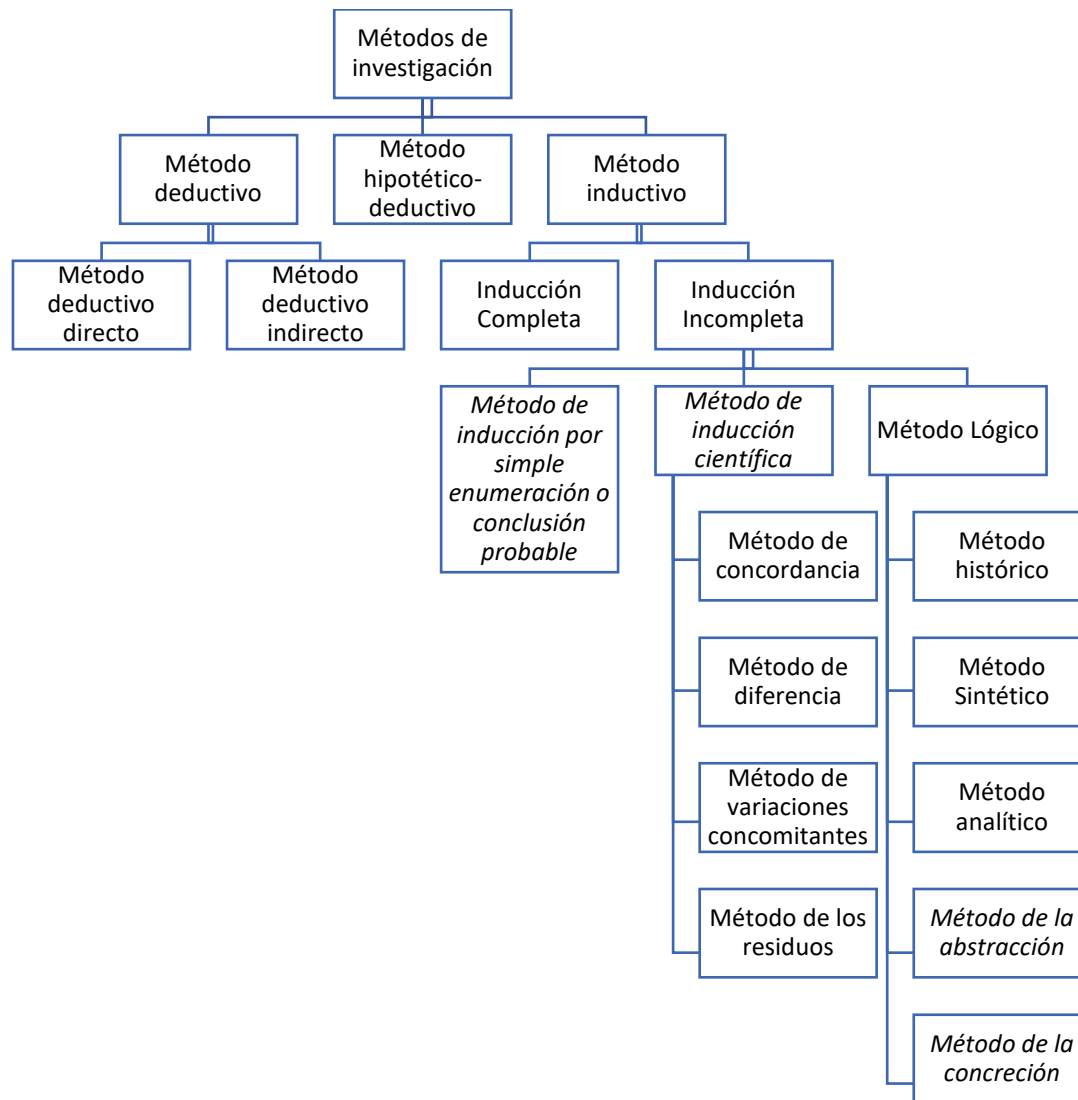 Métodos de
investigación
Método
deductivo
Método
hipotético-
deductivo
Método
inductivo
Método
deductivo
directo
Método
deductivo
indirecto
Inducción
Completa
Inducción
Incompleta
Método de
inducción por
simple
enumeración o
conclusión
probable
Método de
inducción
científica
Método Lógico
Método de
concordancia
Método de
diferencia
Método de
variaciones
concomitantes
Método de los
residuos
Método
histórico
Método
Sintético
Método
analítico
Método de la
abstracción
Método de la
concreción